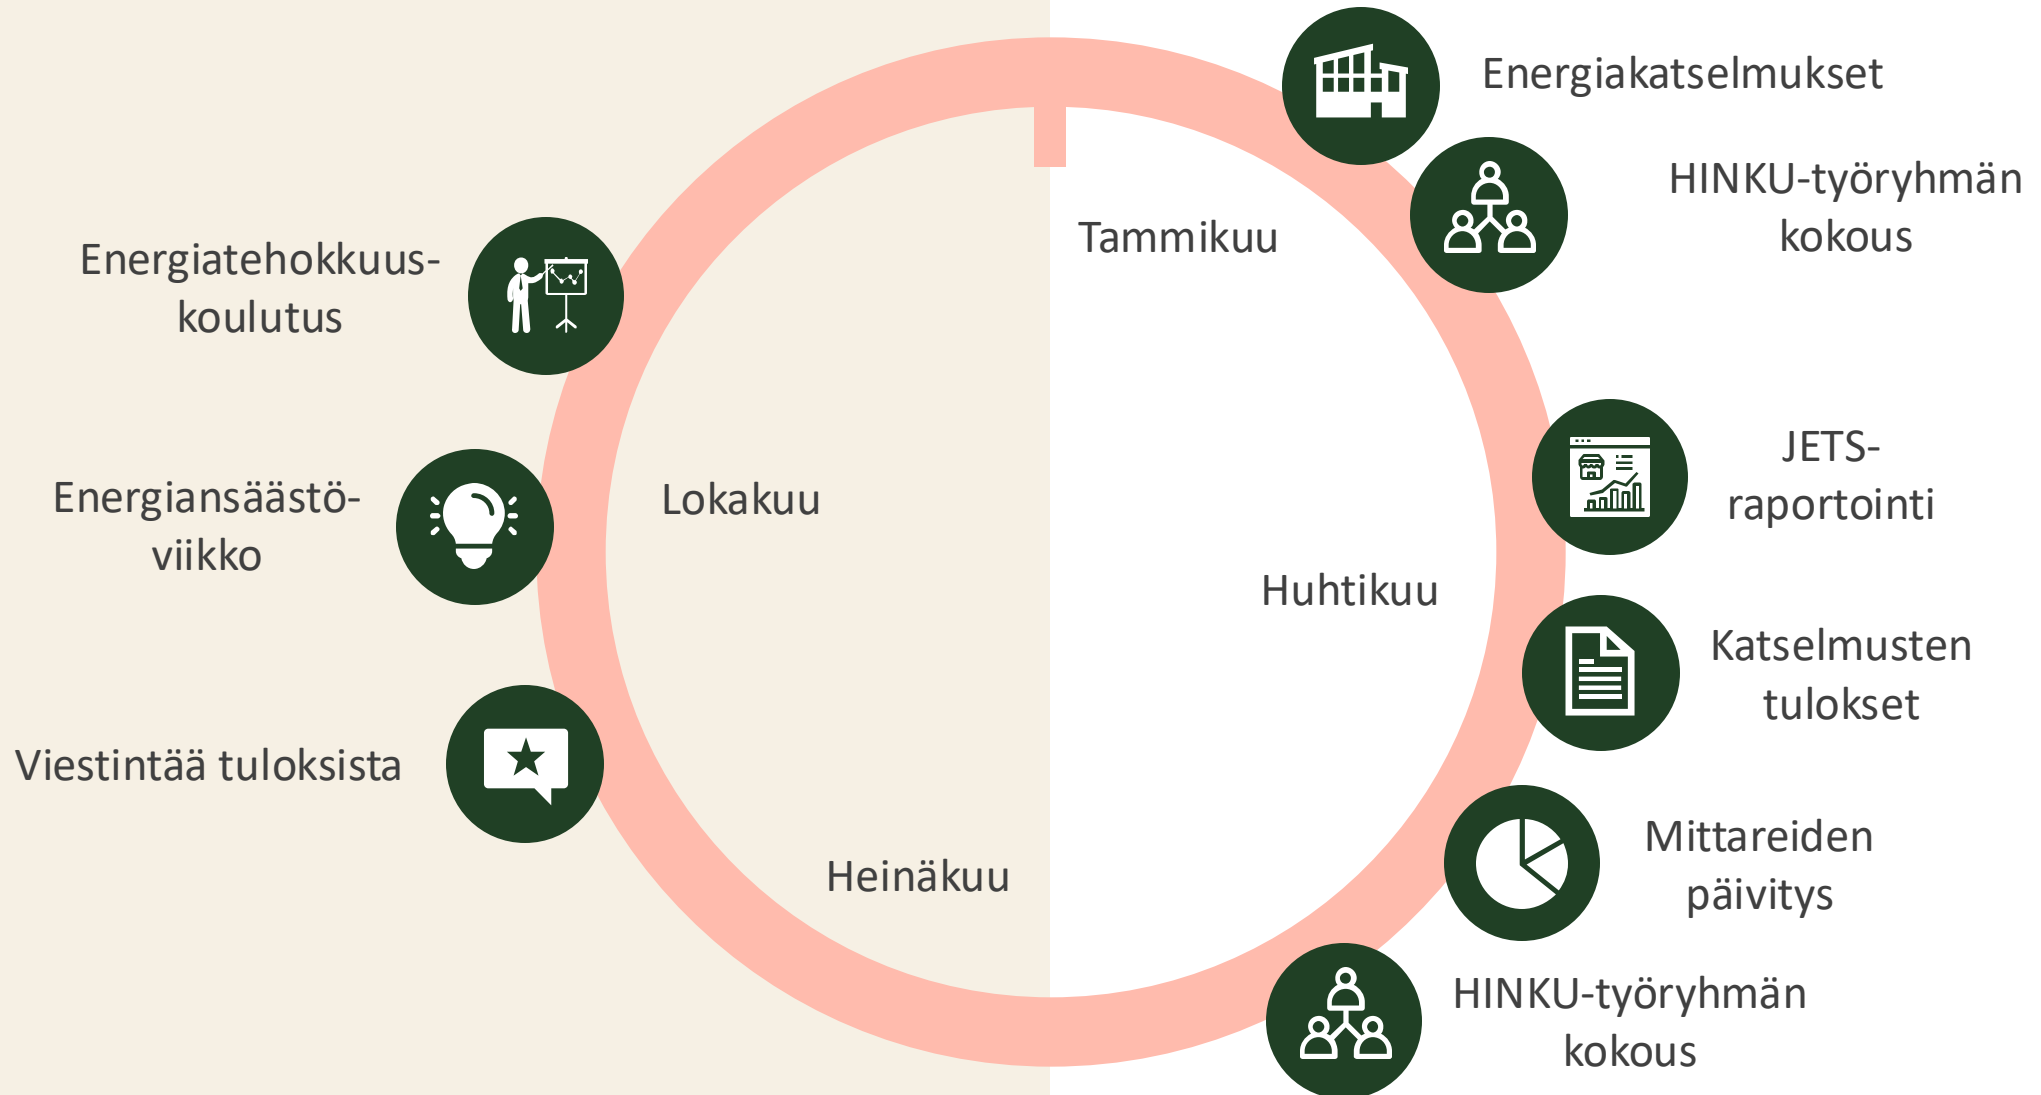 Energiakatselmukset
HINKU-työryhmän
kokous
Tammikuu
JETS-
raportointi
Huhtikuu
Katselmusten
tulokset
Mittareiden
päivitys
HINKU-työryhmän
kokous
Heinäkuu
Viestintää tuloksista
Energiansäästö-
viikko
Lokakuu
Energiatehokkuus-
koulutus